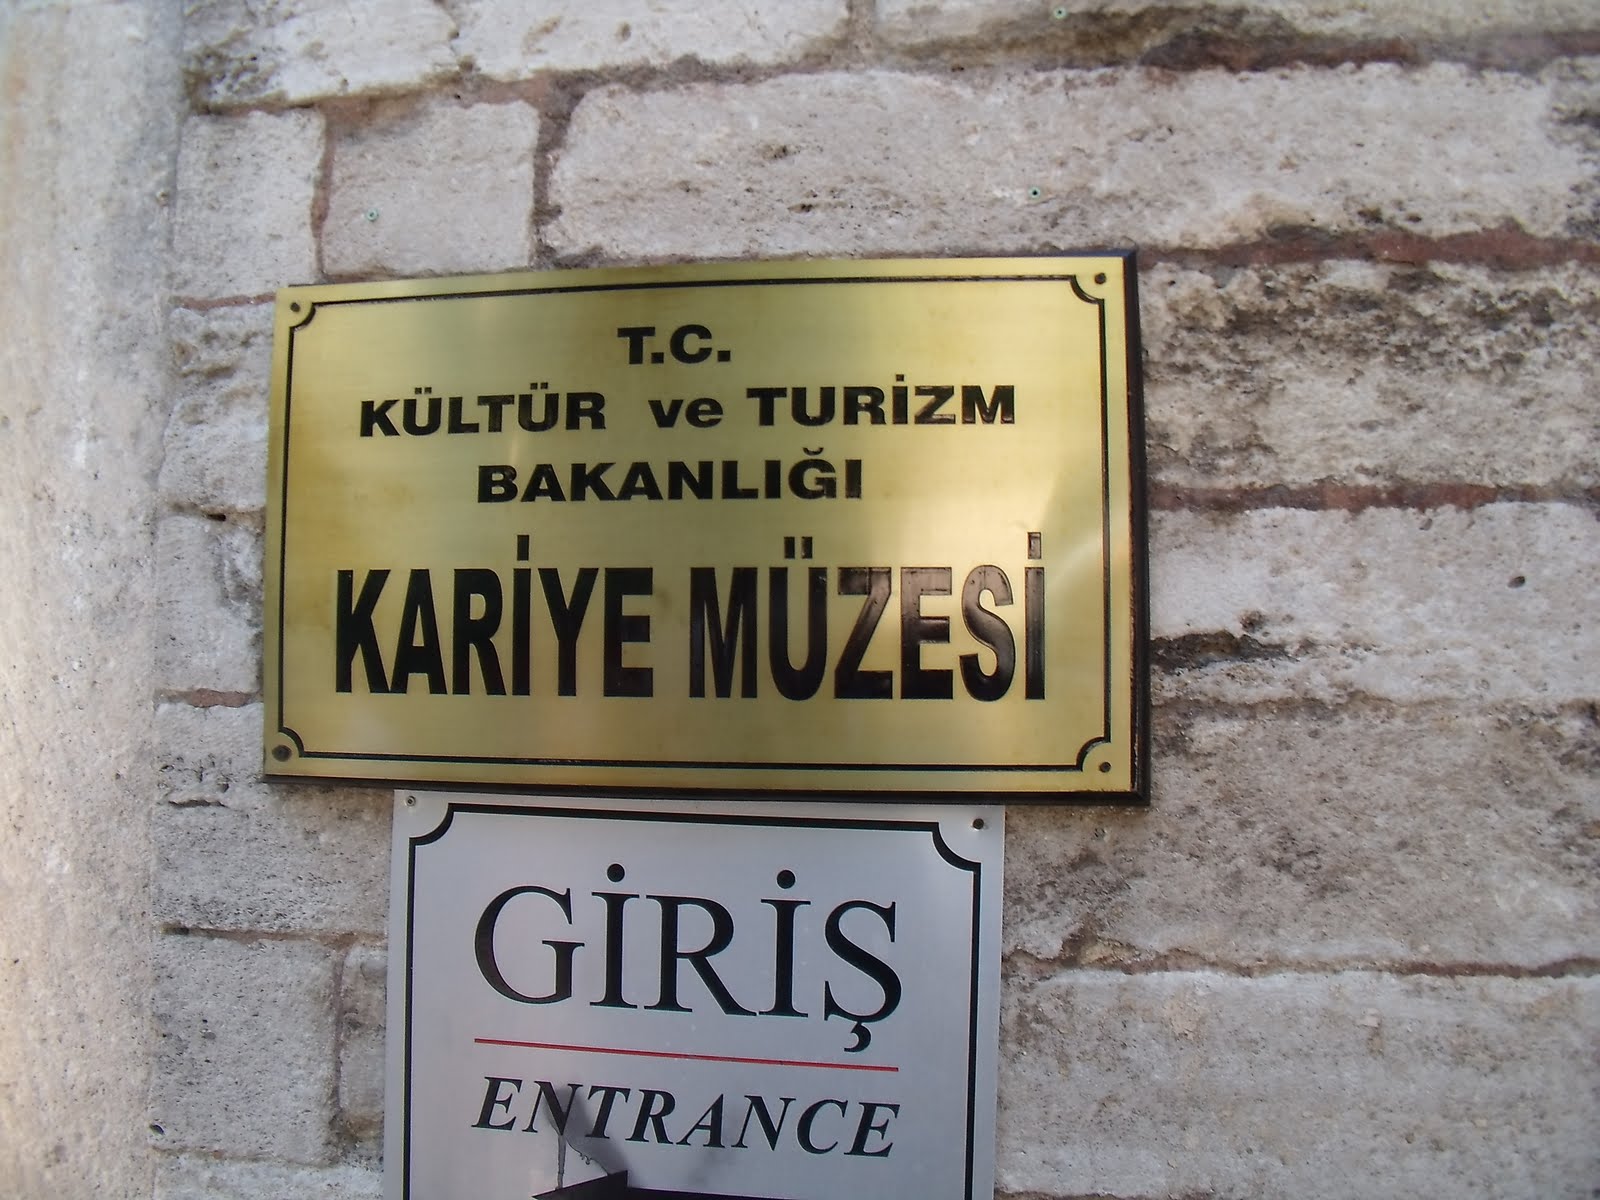 T.C.
KÜLTÜR ve TURİZM
BAKANLIĞI
KARİYE MÜZESİ
GİRİŞ
ENTRANCE